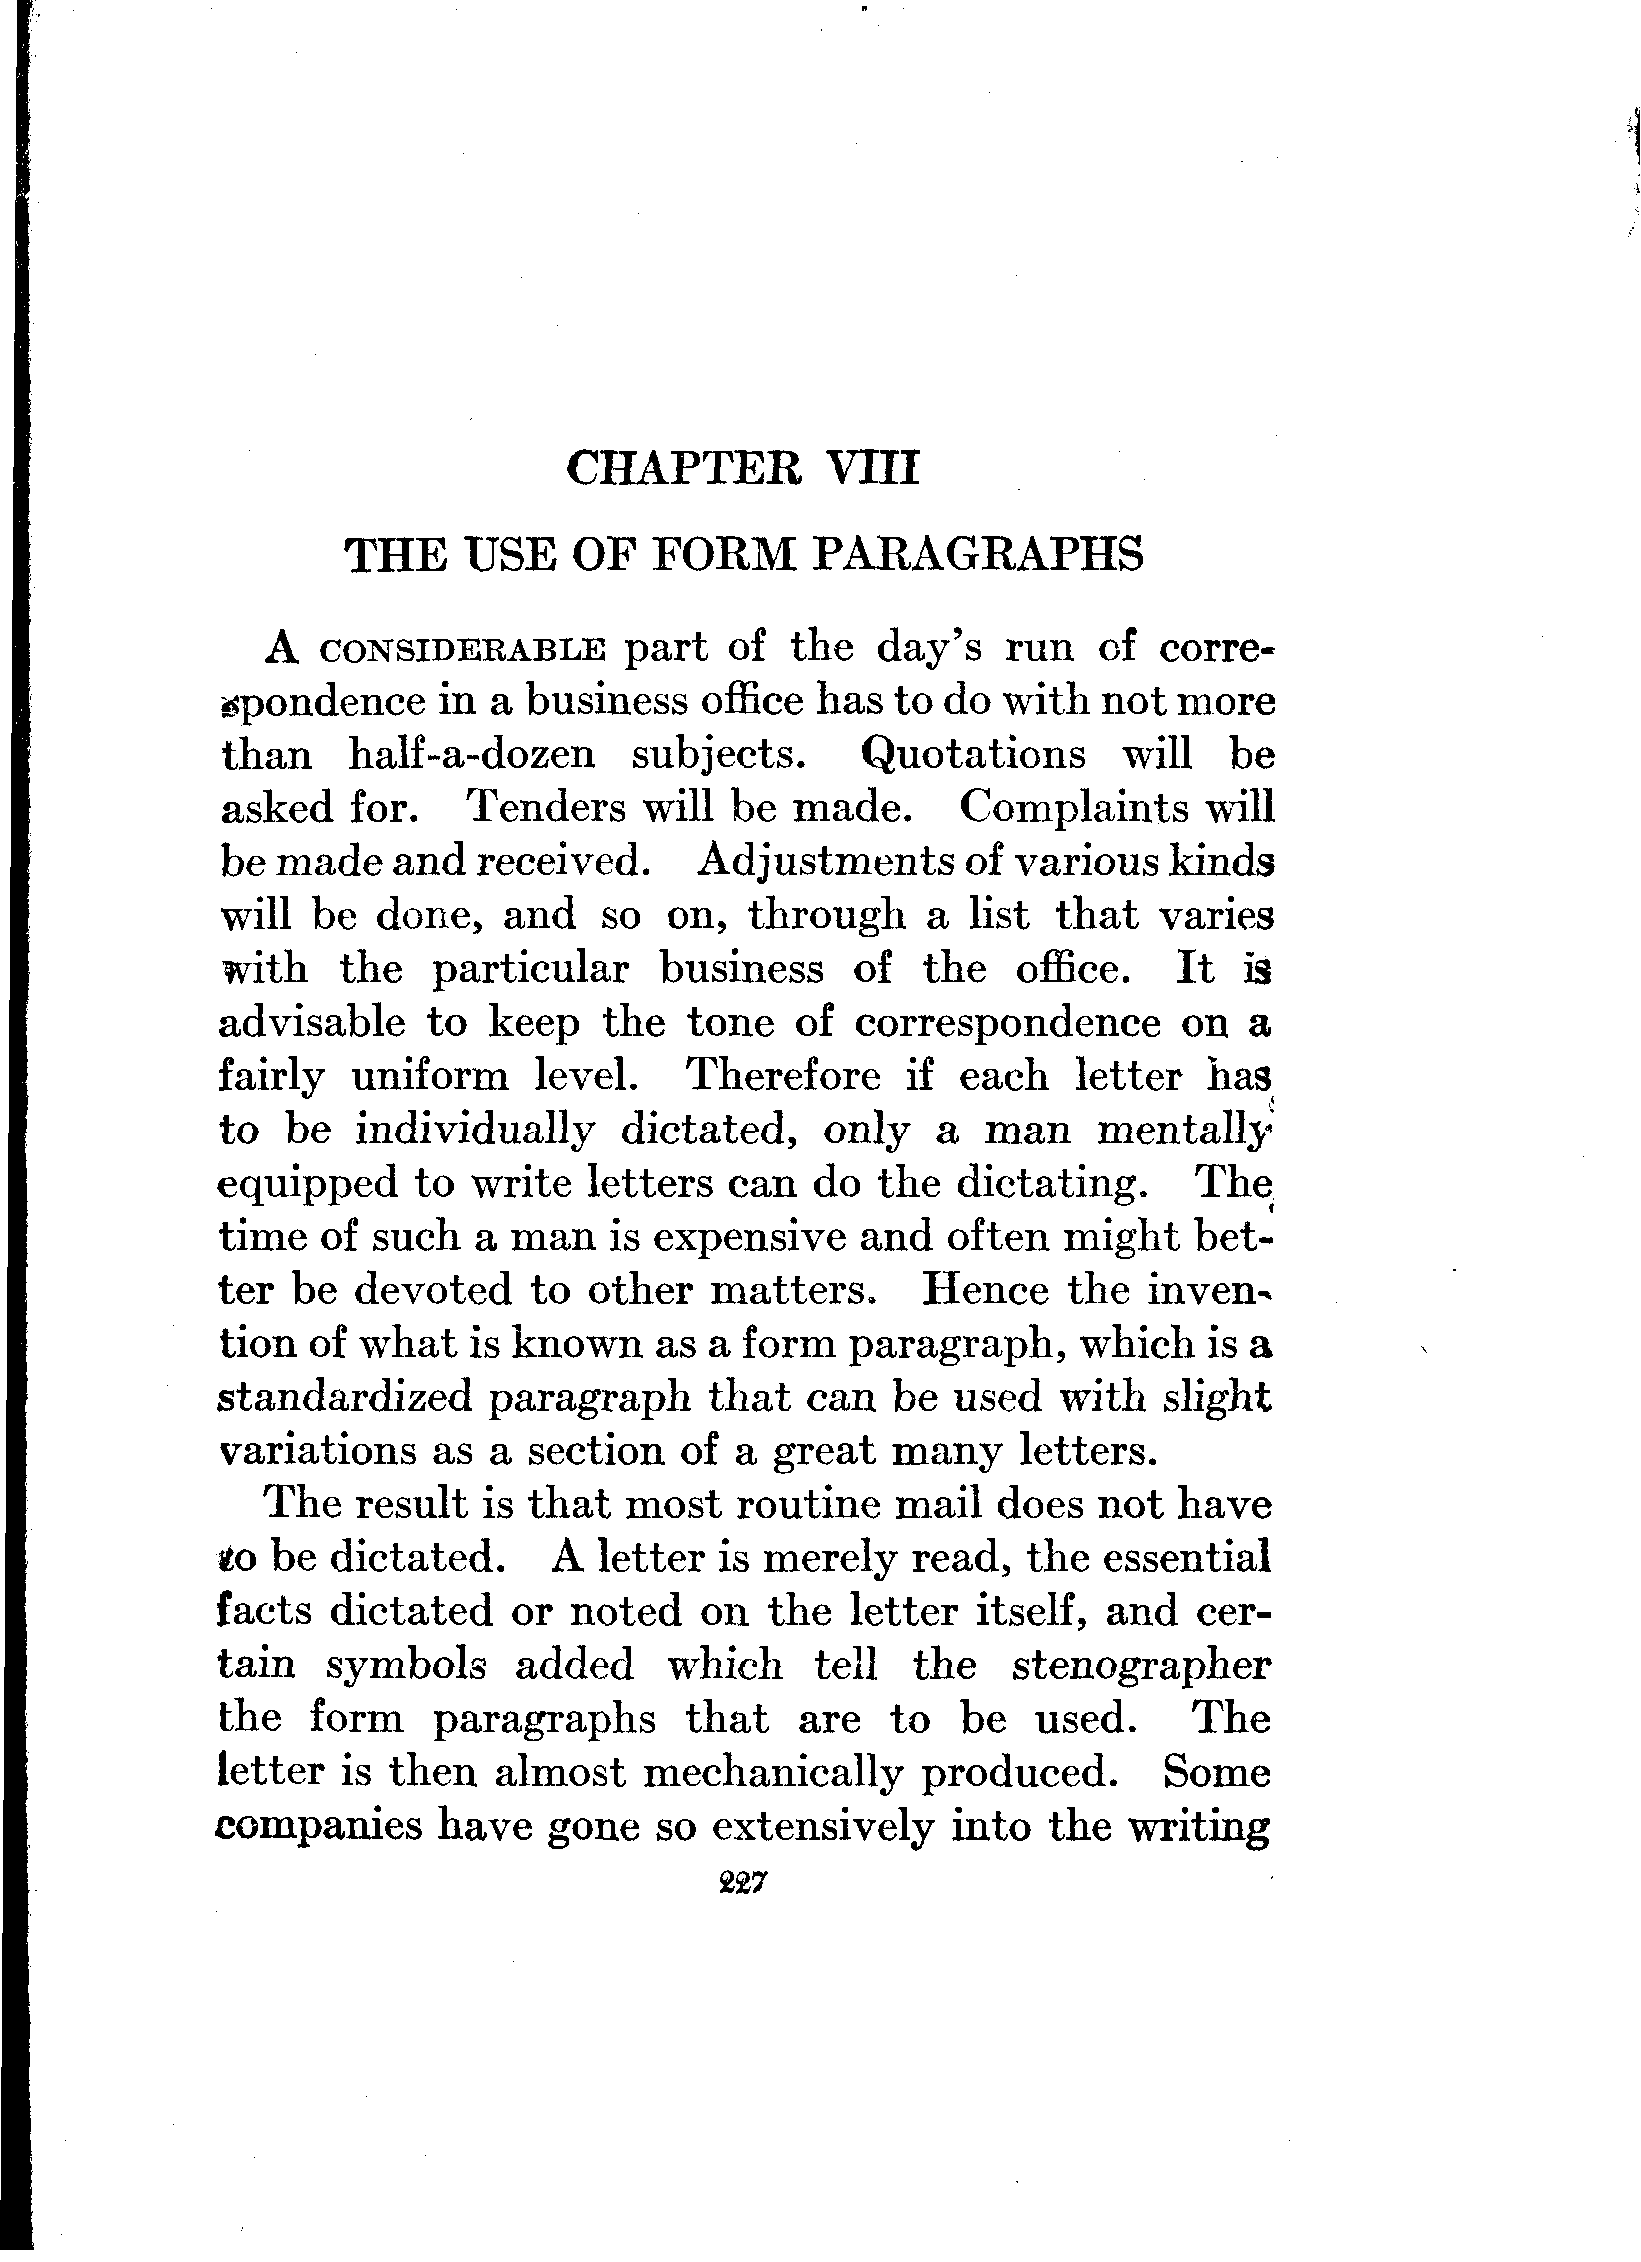 CHAPTER VIII
THE USE OF FORM PARAGRAPHS
A CONSIDERABLE part of the day's run of corre-
spondence in a business office has to do with not more
than half-a-dozen subjects. Quotations will be
asked for. Tenders will be made. Complaints will
be made and received. Adjustments of various kinds
will be done, and so on, through a list that varies
with the particular business of the office. It is
advisable to keep the tone of correspondence on a
fairly uniform level. Therefore if each letter has
to be individually dictated, only a man mentally
equipped to write letters can do the dictating. The
time of such a man is expensive and often might bet-
ter be devoted to other matters. Hence the inven-
tion of what is known as a form paragraph, which is a
standardized paragraph that can be used with slight
variations as a section of a great many letters.
The result is that most routine mail does not have
to be dictated. A letter is merely read, the essential
facts dictated or noted on the letter itself, and cer-
tain symbols added which tell the stenographer
the form paragraphs that are to be used. The
letter is then almost mechanically produced. Some
companies have gone so extensively into the writing
227